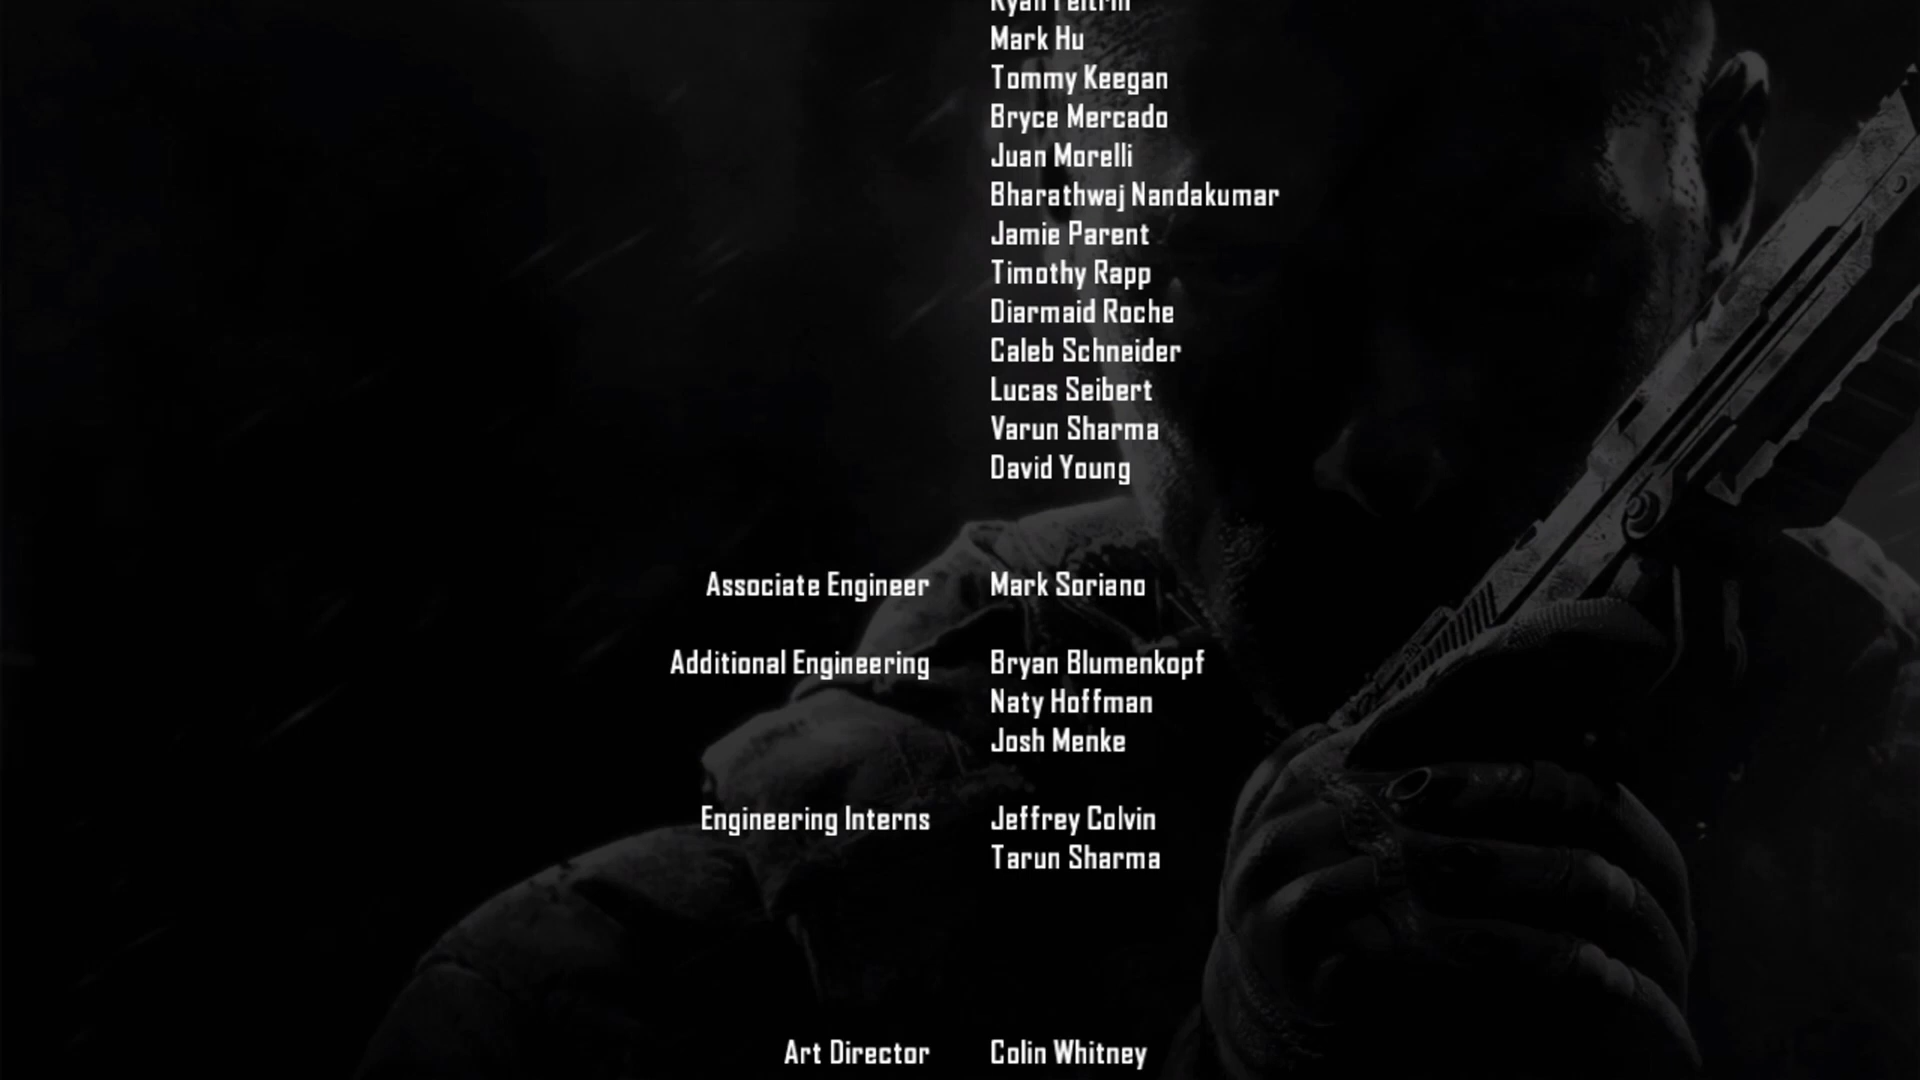 Ryan Feltrin
Mark Hu
Tommy Keegan
Bryce Mercado
Juan Morelli
Bharathwaj Nandakumar
Jamie Parent
Timothy Rapp
Diarmaid Roche
Caleb Schneider
Lucas Seibert
Varun Sharma
David Young
Associate Engineer Mark Soriano
Additional Engineering Bryan Blumenkopf
Naty Hoffman
Josh Menke
Engineering Interns Jeffrey Colvin
Tarun Sharma
Art Director Colin Whitney